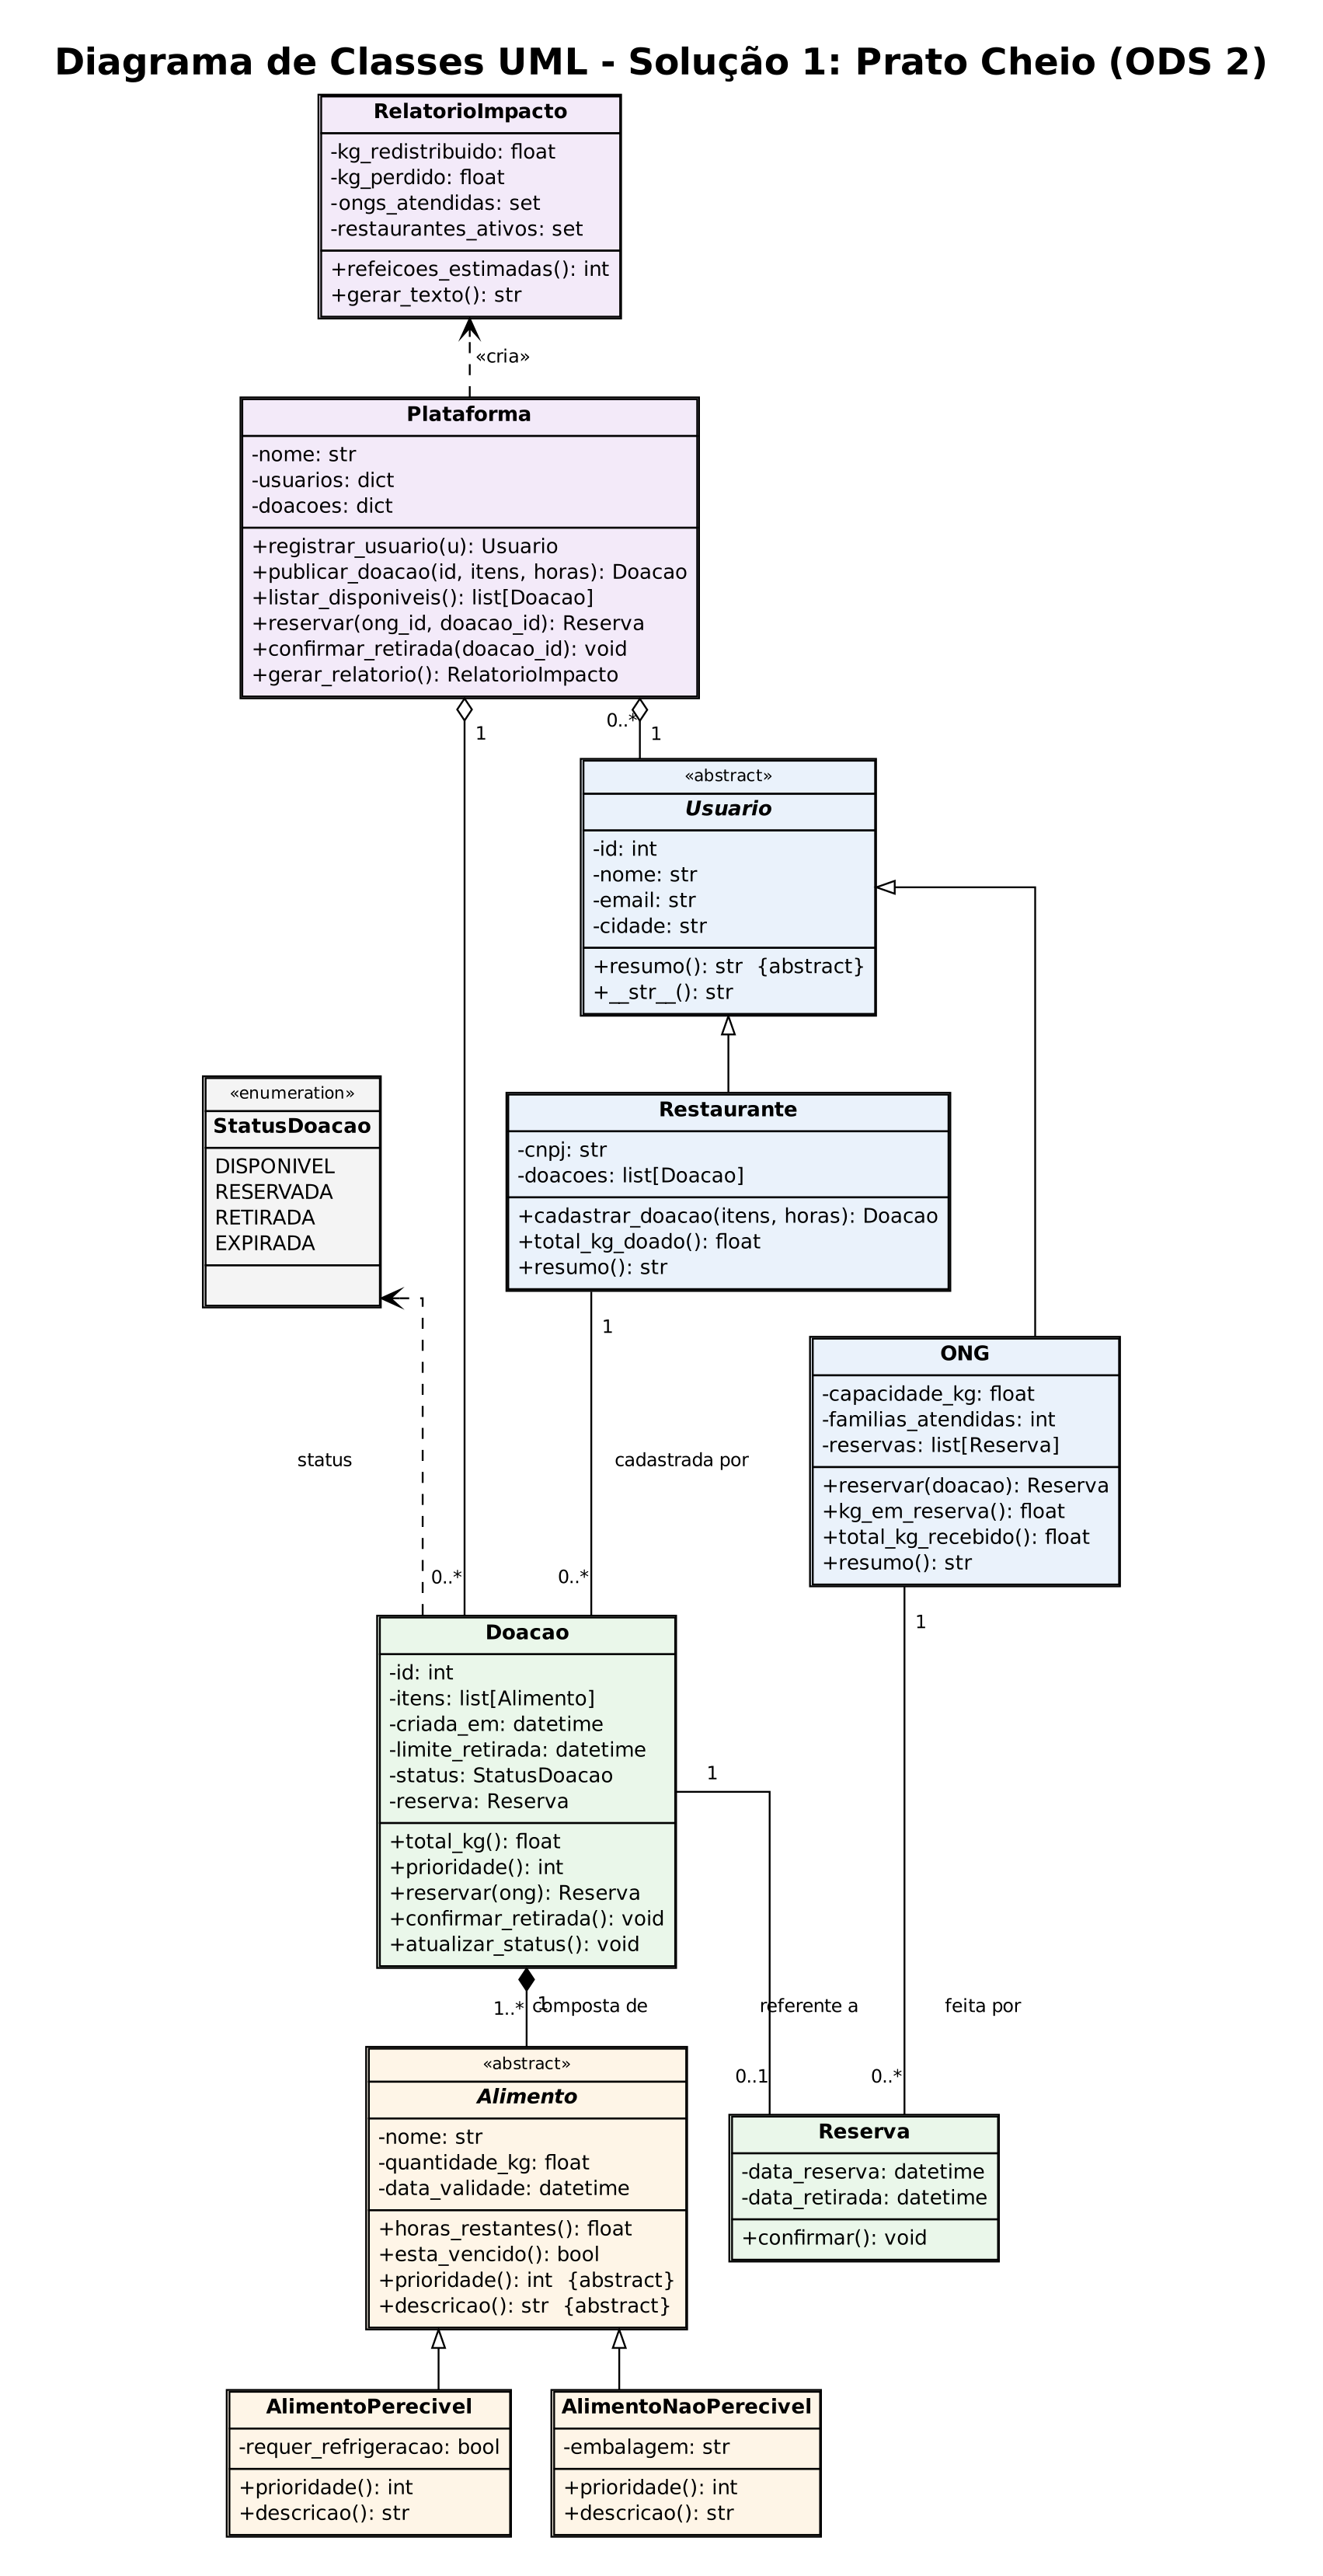 Diagrama de Classes UML - Solução 1: Prato Cheio (ODS 2)
RelatorioImpacto
-kg_redistribuido: float
-kg_perdido: float
-ongs_atendidas: set
-restaurantes_ativos: set
+refeicoes_estimadas(): int
+gerar_texto(): str
«cria»
Plataforma
-nome: str
-usuarios: dict
-doacoes: dict
+registrar_usuario(u): Usuario
+publicar_doacao(id, itens, horas): Doacao
+listar_disponiveis(): list[Doacao]
+reservar(ong_id, doacao_id): Reserva
+confirmar_retirada(doacao_id): void
+gerar_relatorio(): RelatorioImpacto
1
0..*
1
«abstract»
Usuario
-id: int
-nome: str
-email: str
-cidade: str
+resumo(): str {abstract}
+__str__(): str
«enumeration»
StatusDoacao
DISPONIVEL
RESERVADA
RETIRADA
EXPIRADA
Restaurante
-cnpj: str
-doacoes: list[Doacao]
+cadastrar_doacao(itens, horas): Doacao
+total_kg_doado(): float
+resumo(): str
1
ONG
-capacidade_kg: float
-familias_atendidas: int
-reservas: list[Reserva]
+reservar(doacao): Reserva
+kg_em_reserva(): float
+total_kg_recebido(): float
+resumo(): str
status
cadastrada por
0..*
0..*
1
Doacao
-id: int
-itens: list[Alimento]
-criada_em: datetime
-limite_retirada: datetime
-status: StatusDoacao
-reserva: Reserva
+total_kg(): float
+prioridade(): int
+reservar(ong): Reserva
+confirmar_retirada(): void
+atualizar_status(): void
1
1..*
1
composta de
referente a
feita por
0..1
0..*
«abstract»
Alimento
-nome: str
-quantidade_kg: float
-data_validade: datetime
+horas_restantes(): float
+esta_vencido(): bool
+prioridade(): int {abstract}
+descricao(): str {abstract}
Reserva
-data_reserva: datetime
-data_retirada: datetime
+confirmar(): void
AlimentoPerecivel
-requer_refrigeracao: bool
+prioridade(): int
+descricao(): str
AlimentoNaoPerecivel
-embalagem: str
+prioridade(): int
+descricao(): str